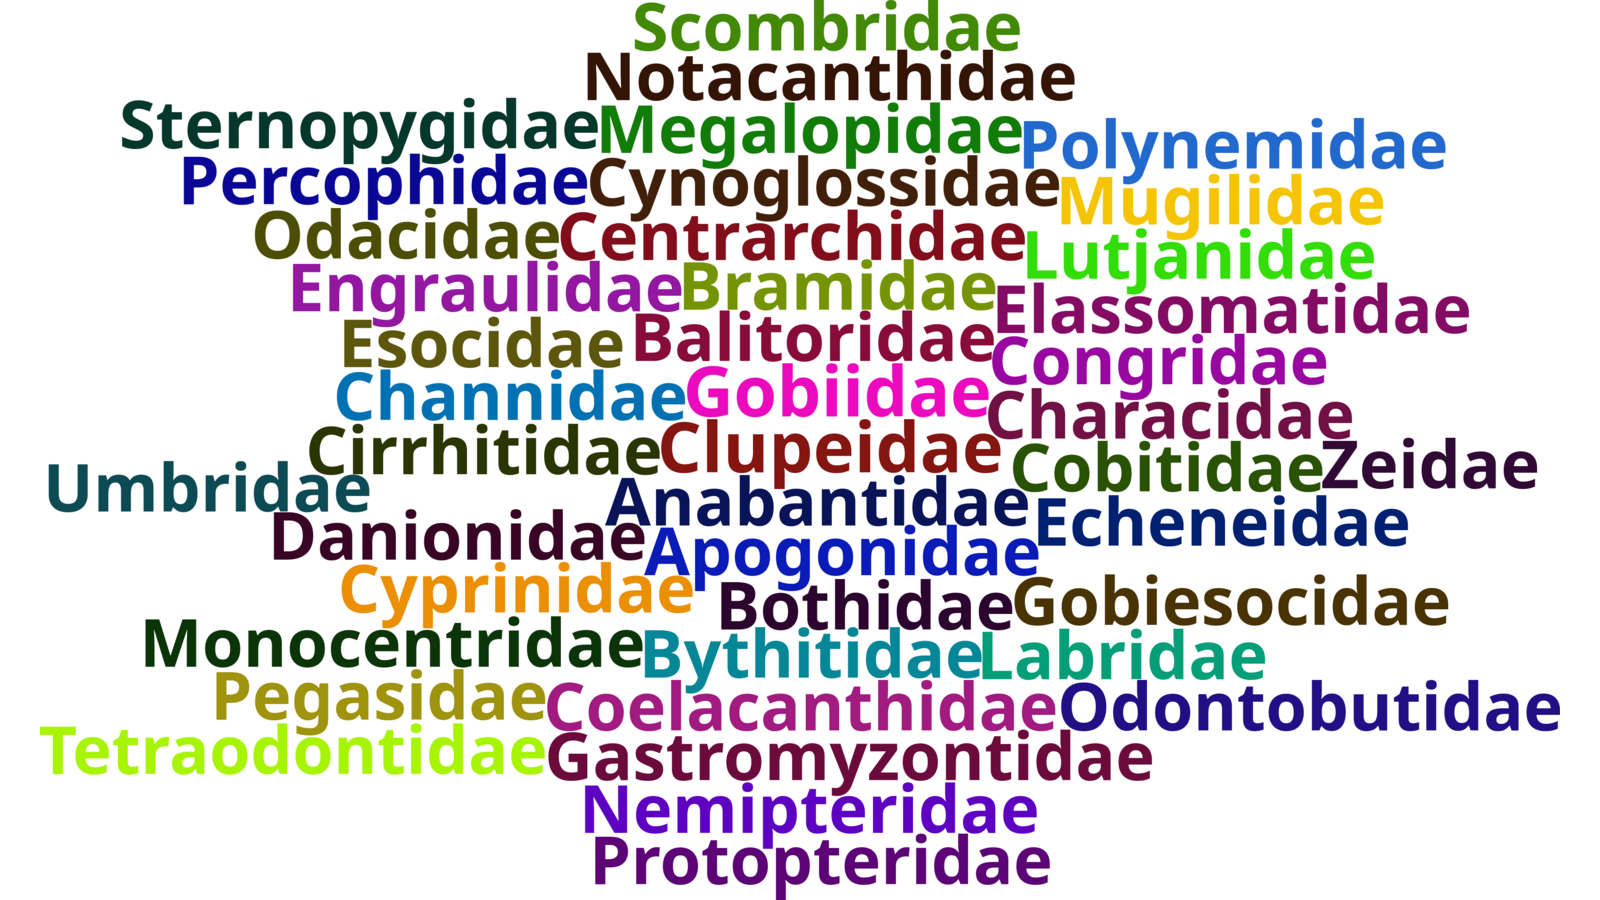 Scombridae
Notacanthidae
Sternopygidae Megalopidae Polynemidae
Percophidae Cynoglossidae Mugilidae
Odacidae Centrarchidae Lutjanidae
Engraulidae Bramidae Elassomatidae
Esocidae Balitoridae Congridae
Channidae Gobiidae Characidae
Cirrhitidae Clupeidae Cobitidae Zeidae
Umbridae Anabantidae Echeneidae
Danionidae Apogonidae
Cyprinidae Bothidae Gobiesocidae
Monocentridae Bythitidae Labridae
Pegasidae Coelacanthidae Odontobutidae
Tetraodontidae Gastromyzontidae
Nemipteridae
Protopteridae